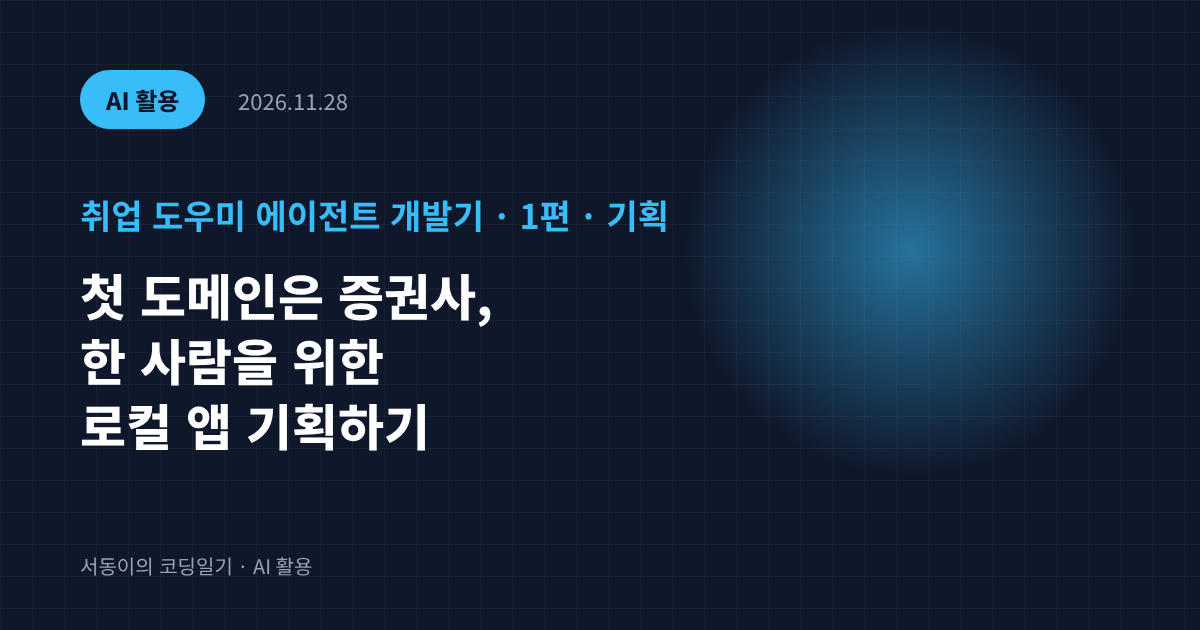 AI 활용
2026.11.28
취업 도우미 에이전트 개발기 · 1편 · 기획
첫 도메인은 증권사,
한 사람을 위한
로컬 앱 기획하기
서동이의 코딩일기 · AI 활용